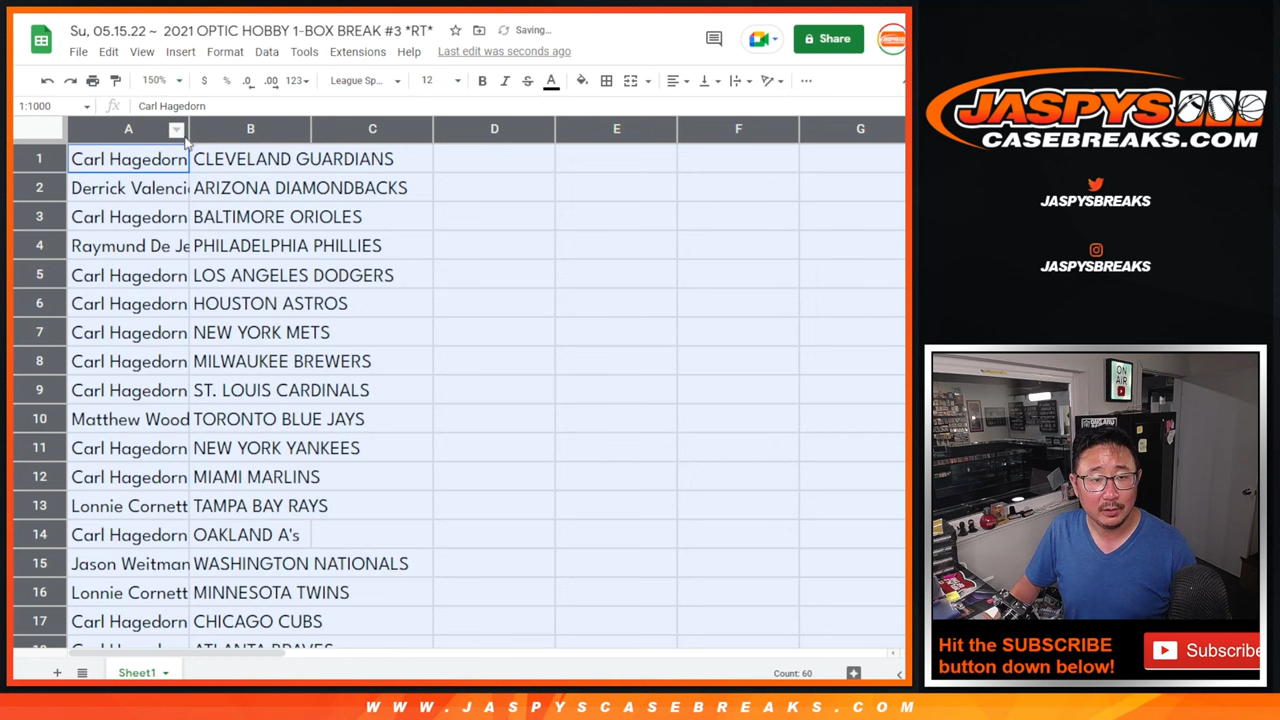 Su, 05.15.22 ~ 2021 OPTIC HOBBY 1-BOX BREAK #3 *RT*
Saving...
File Edit View Insert Format Data Tools Extensions Help Last edit was seconds ago
Share
150% $ % .0 .00 123 League Sp... 12 B I S A
1:1000 fx Carl Hagedorn
A B C D E F G
1 Carl Hagedorn CLEVELAND GUARDIANS
2 Derrick Valenci ARIZONA DIAMONDBACKS
3 Carl Hagedorn BALTIMORE ORIOLES
4 Raymund De Je PHILADELPHIA PHILLIES
5 Carl Hagedorn LOS ANGELES DODGERS
6 Carl Hagedorn HOUSTON ASTROS
7 Carl Hagedorn NEW YORK METS
8 Carl Hagedorn MILWAUKEE BREWERS
9 Carl Hagedorn ST. LOUIS CARDINALS
10 Matthew Wood TORONTO BLUE JAYS
11 Carl Hagedorn NEW YORK YANKEES
12 Carl Hagedorn MIAMI MARLINS
13 Lonnie Cornett TAMPA BAY RAYS
14 Carl Hagedorn OAKLAND A's
15 Jason Weitman WASHINGTON NATIONALS
16 Lonnie Cornett MINNESOTA TWINS
17 Carl Hagedorn CHICAGO CUBS
18 Carl Hagedorn ATLANTA BRAVES
Sheet1
Count: 60
JASPYS
CASEBREAKS.COM
JASPYSBREAKS
JASPYSBREAKS
ON
AIR
Hit the SUBSCRIBE
button down below!
Subscribe
WWW.JASPYSCASEBREAKS.COM